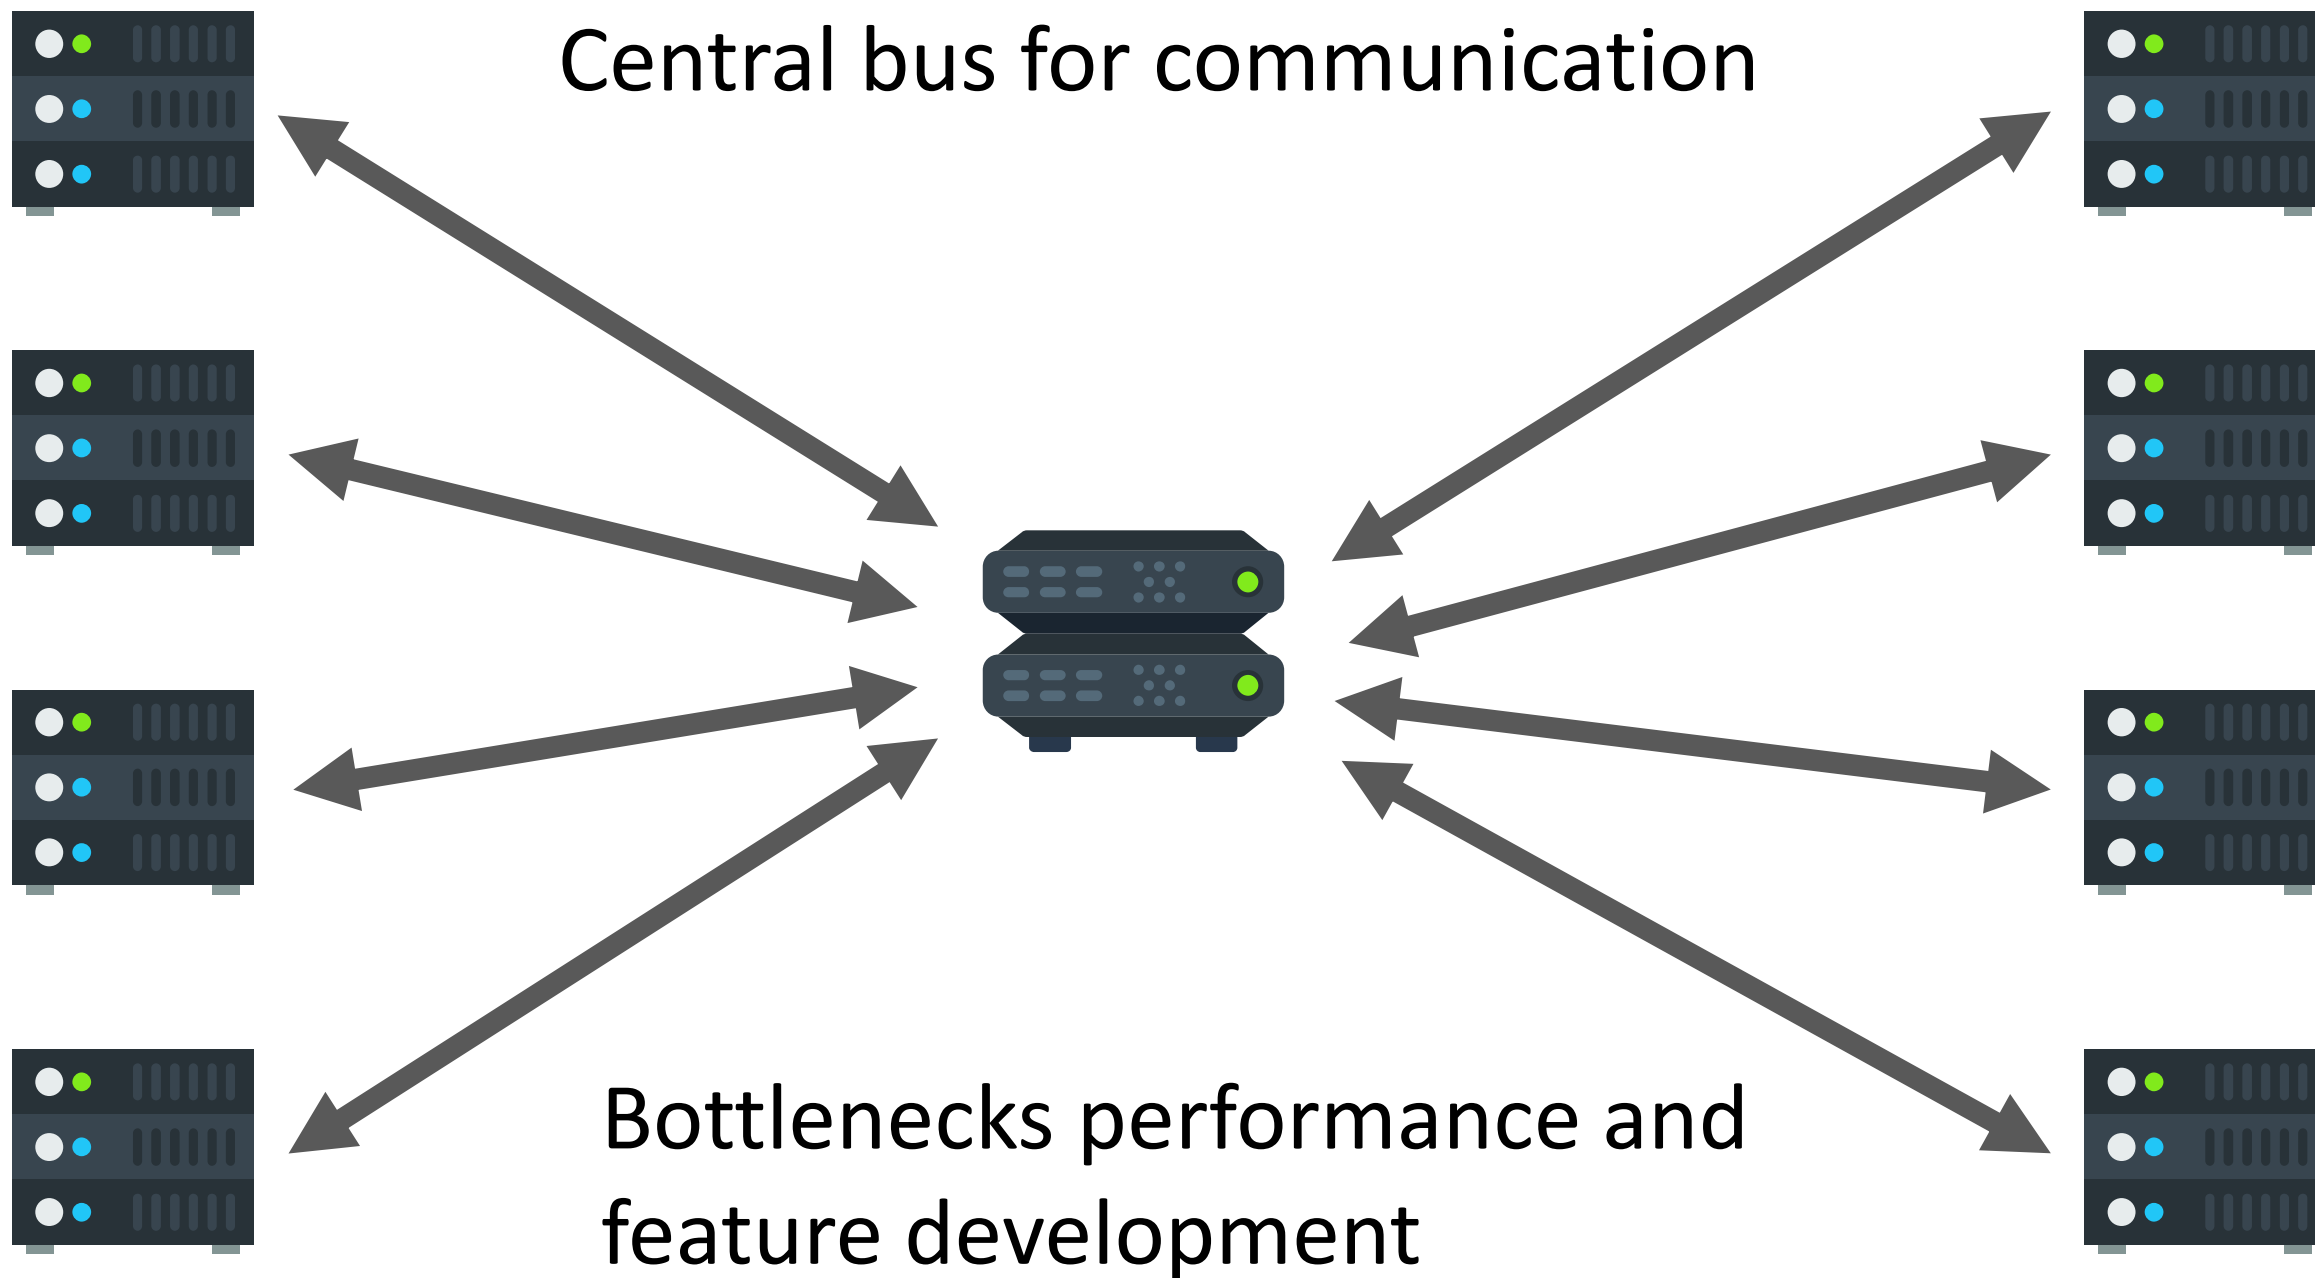 Central bus for communication
Bottlenecks performance and
feature development